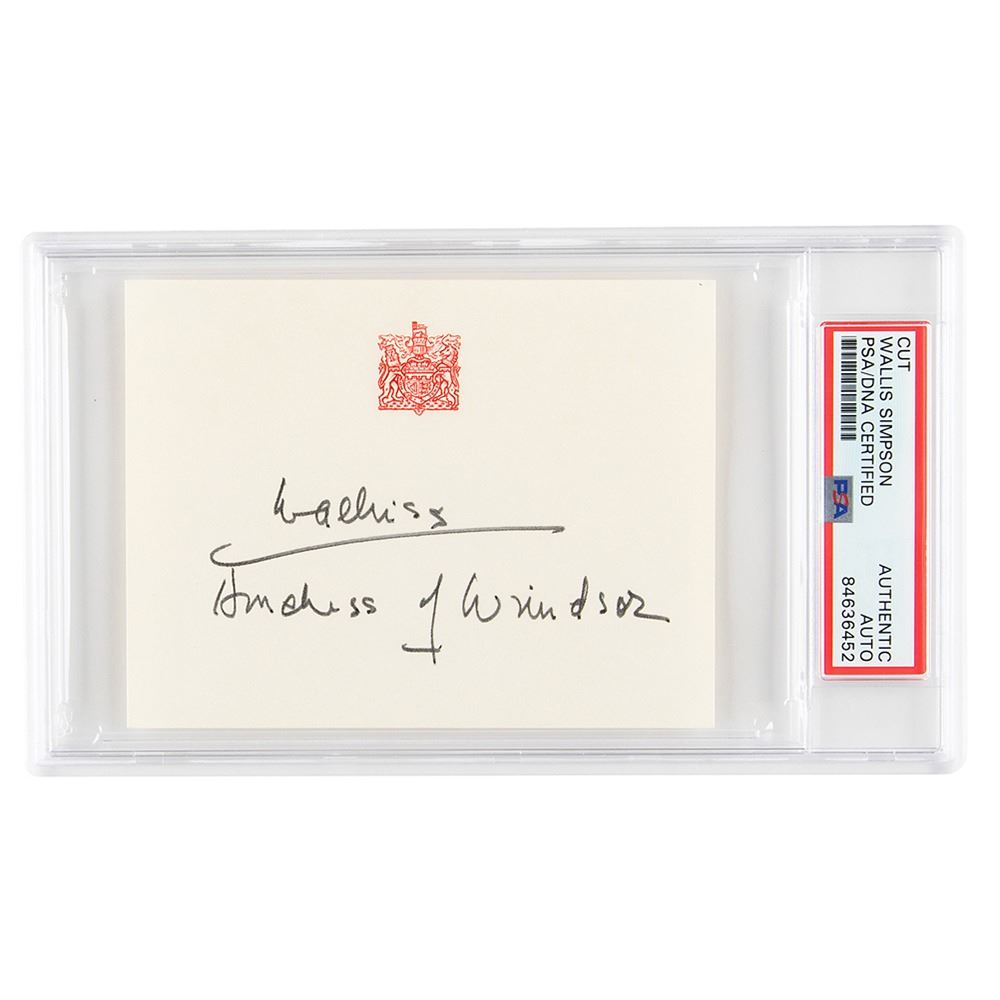 Wallis
Duchess of Windsor
CUT
WALLIS SIMPSON
PSA/DNA CERTIFIED
AUTHENTIC
AUTO
84636452
PSA